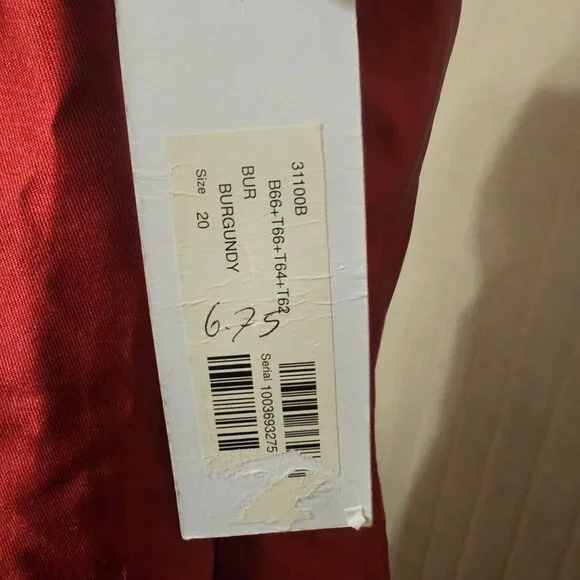 31100B
B66+T66+T64+T62
BUR
BURGUNDY
Size 20
6.75
Serial 1003693275